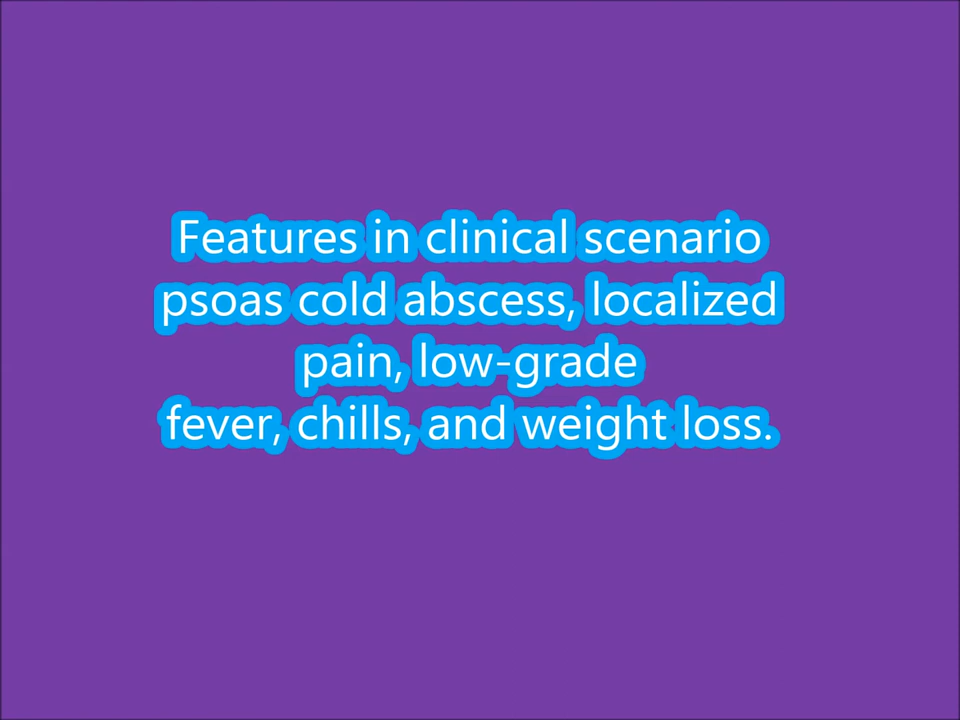 Features in clinical scenario
psoas cold abscess, localized
pain, low-grade
fever, chills, and weight loss.